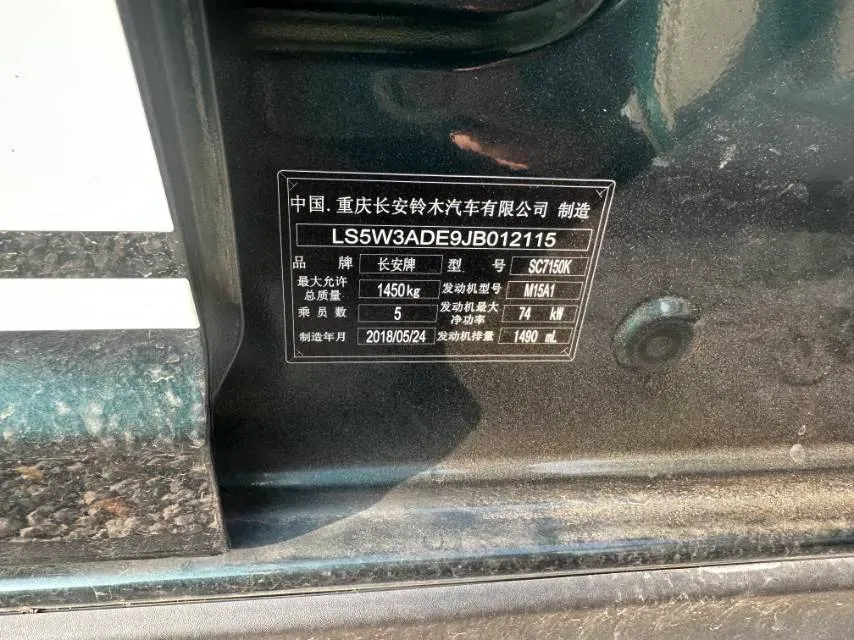 中国.重庆长安铃木汽车有限公司 制造
LS5W3ADE9JB012115
品牌 长安牌 型号 SC7150K
最大允许总质量 1450kg 发动机型号 M15A1
乘员数 5 发动机最大净功率 74 kW
制造年月 2018/05/24 发动机排量 1490 mL